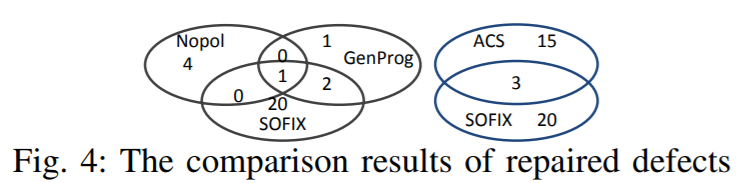 Nopol 1 ACS 15
4 0 GenProg
1 2 3
0 20
SOFIX SOFIX 20
Fig. 4: The comparison results of repaired defects